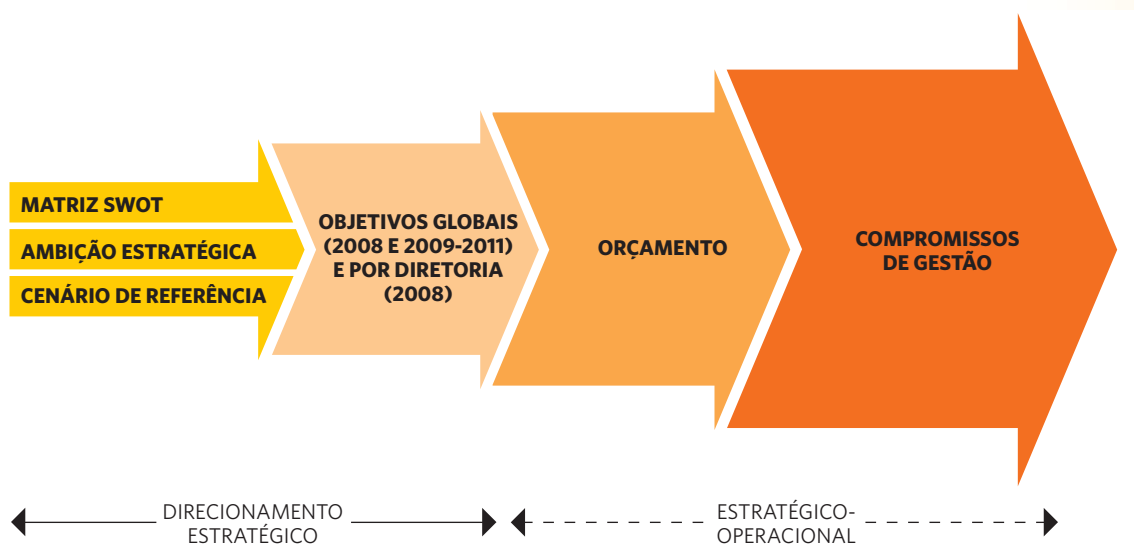 MATRIZ SWOT
AMBIÇÃO ESTRATÉGICA
CENÁRIO DE REFERÊNCIA
OBJETIVOS GLOBAIS
(2008 E 2009-2011)
E POR DIRETORIA
(2008)
ORÇAMENTO
COMPROMISSOS
DE GESTÃO
DIRECIONAMENTO
ESTRATÉGICO
ESTRATÉGICO-
OPERACIONAL